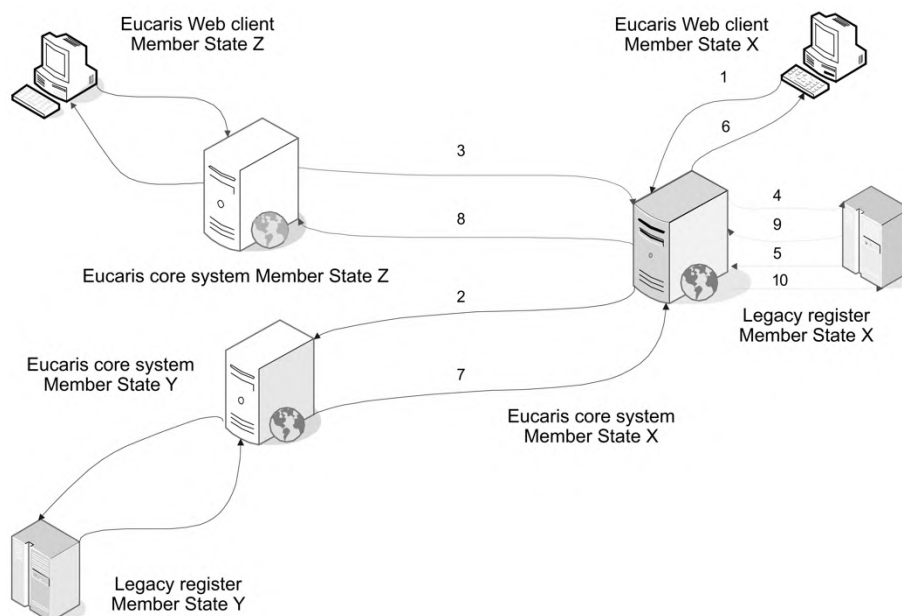 Eucaris Web client
Member State Z
Eucaris Web client
Member State X
1
6
3
8
4
9
5
10
Eucaris core system Member State Z
Legacy register
Member State X
2
Eucaris core system
Member State Y
7
Eucaris core system
Member State X
Legacy register
Member State Y